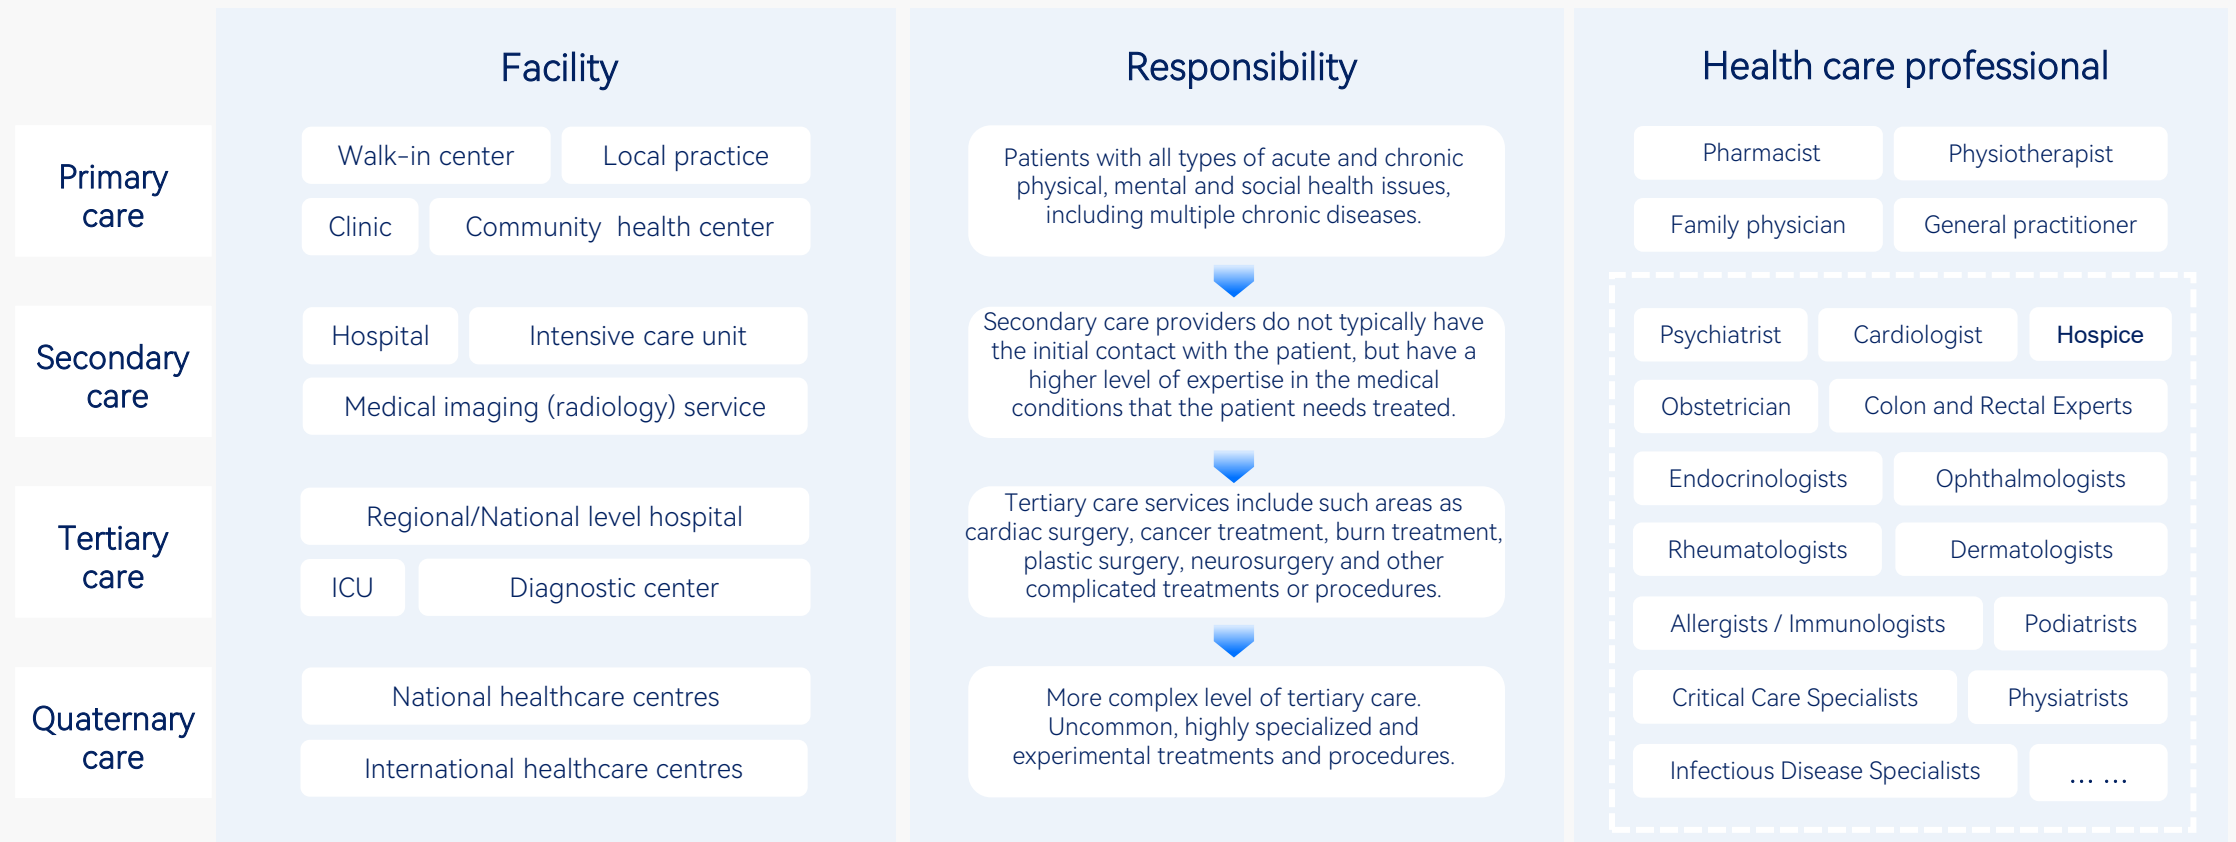 Facility
Responsibility
Health care professional
Primary
care
Walk-in center
Local practice
Clinic
Community health center
Patients with all types of acute and chronic
physical, mental and social health issues,
including multiple chronic diseases.
Pharmacist
Physiotherapist
Family physician
General practitioner
Secondary
care
Hospital
Intensive care unit
Medical imaging (radiology) service
Secondary care providers do not typically have
the initial contact with the patient, but have a
higher level of expertise in the medical
conditions that the patient needs treated.
Psychiatrist
Cardiologist
Hospice
Obstetrician
Colon and Rectal Experts
Tertiary
care
Regional/National level hospital
ICU
Diagnostic center
Tertiary care services include such areas as
cardiac surgery, cancer treatment, burn treatment,
plastic surgery, neurosurgery and other
complicated treatments or procedures.
Endocrinologists
Ophthalmologists
Rheumatologists
Dermatologists
Allergists / Immunologists
Podiatrists
Quaternary
care
National healthcare centres
International healthcare centres
More complex level of tertiary care.
Uncommon, highly specialized and
experimental treatments and procedures.
Critical Care Specialists
Physiatrists
Infectious Disease Specialists
... ...